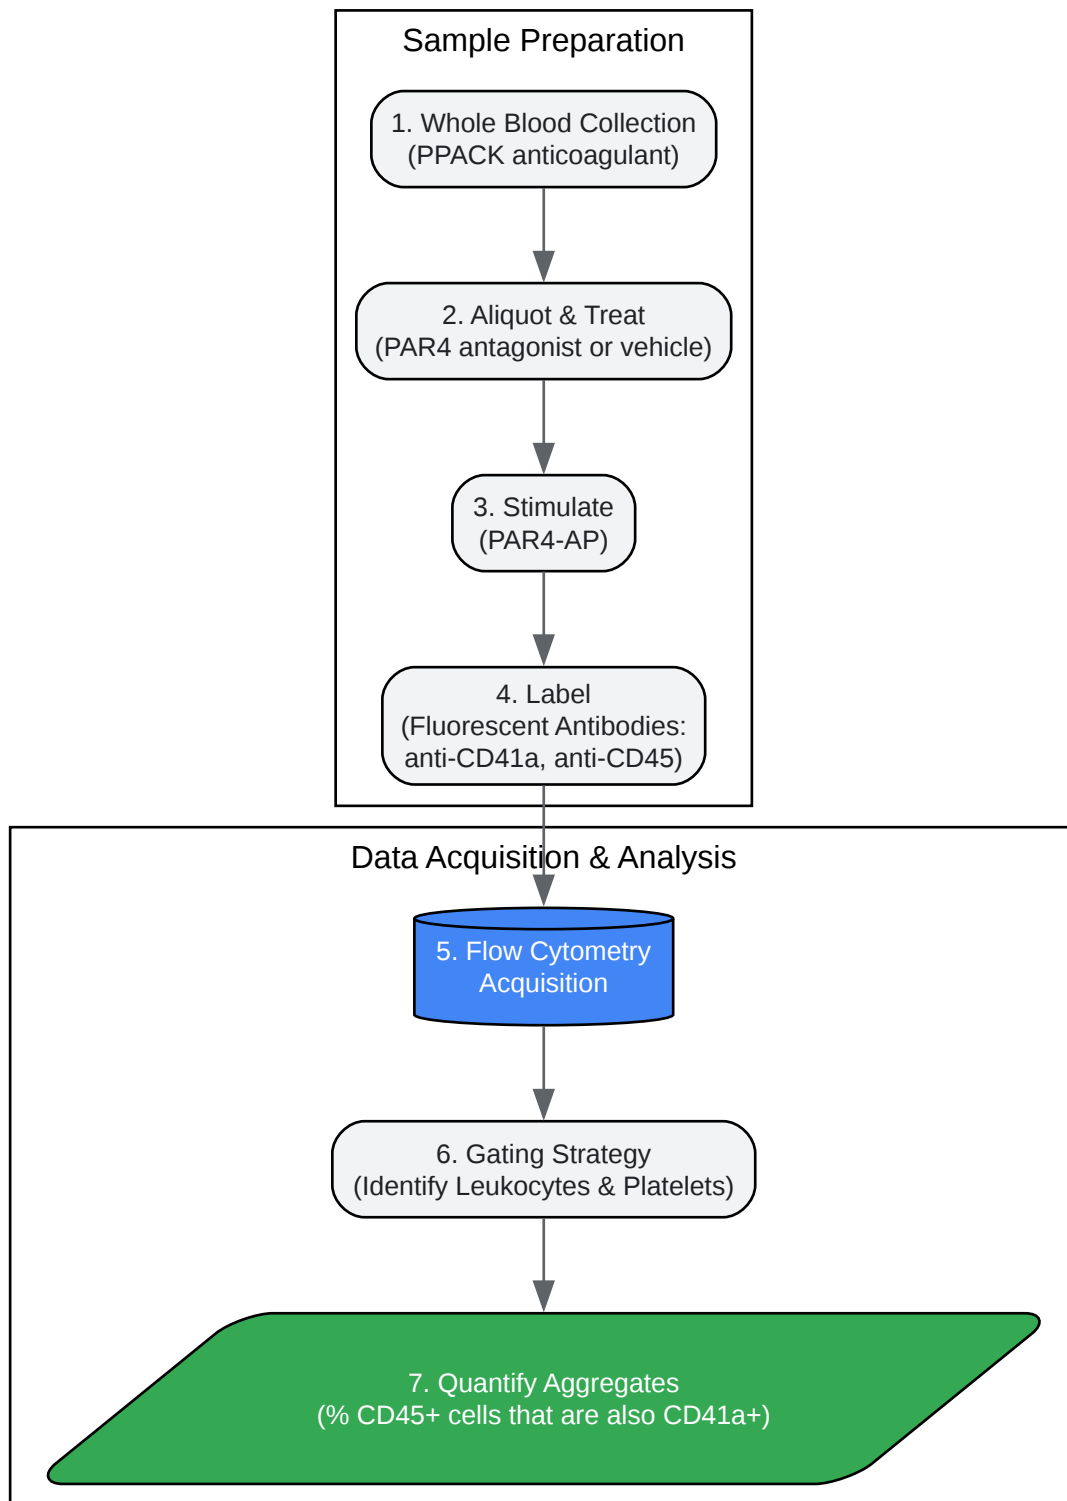 Sample Preparation
1. Whole Blood Collection
(PPACK anticoagulant)
2. Aliquot & Treat
(PAR4 antagonist or vehicle)
3. Stimulate
(PAR4-AP)
4. Label
(Fluorescent Antibodies:
anti-CD41a, anti-CD45)
Data Acquisition & Analysis
5. Flow Cytometry
Acquisition
6. Gating Strategy
(Identify Leukocytes & Platelets)
7. Quantify Aggregates
(% CD45+ cells that are also CD41a+)